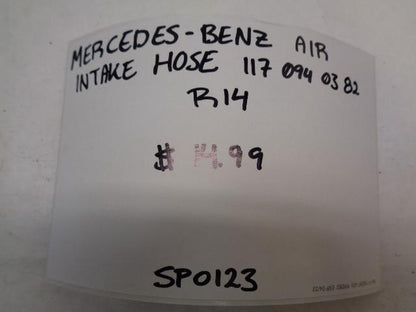 MERCEDES-BENZ AIR
INTAKE HOSE 117 094 03 82
R14
$ 14.99
SP0123